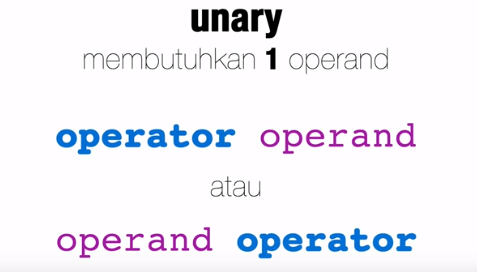 unary
membutuhkan 1 operand
operator operand
atau
operand operator